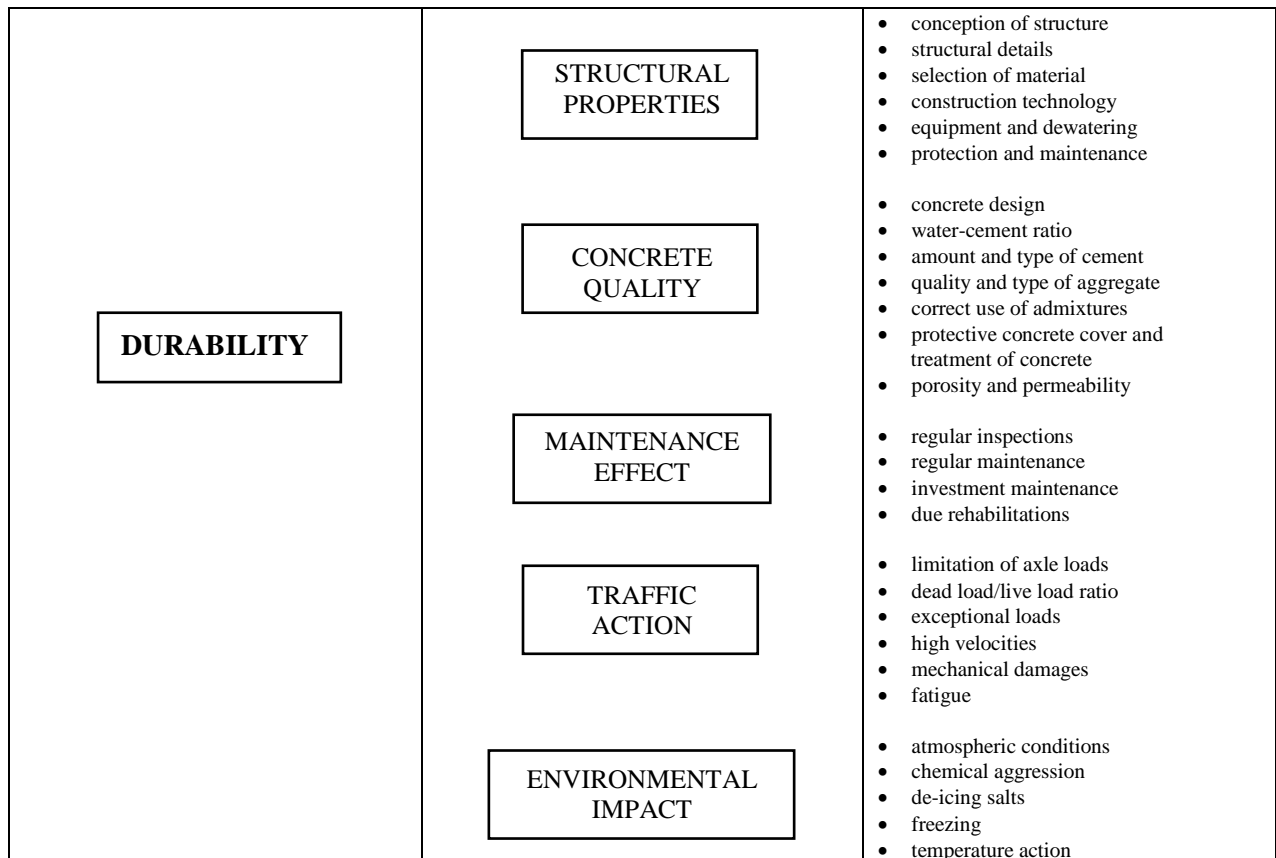 DURABILITY
STRUCTURAL
PROPERTIES
• conception of structure
• structural details
• selection of material
• construction technology
• equipment and dewatering
• protection and maintenance
CONCRETE
QUALITY
• concrete design
• water-cement ratio
• amount and type of cement
• quality and type of aggregate
• correct use of admixtures
• protective concrete cover and
treatment of concrete
• porosity and permeability
MAINTENANCE
EFFECT
• regular inspections
• regular maintenance
• investment maintenance
• due rehabilitations
TRAFFIC
ACTION
• limitation of axle loads
• dead load/live load ratio
• exceptional loads
• high velocities
• mechanical damages
• fatigue
ENVIRONMENTAL
IMPACT
• atmospheric conditions
• chemical aggression
• de-icing salts
• freezing
• temperature action